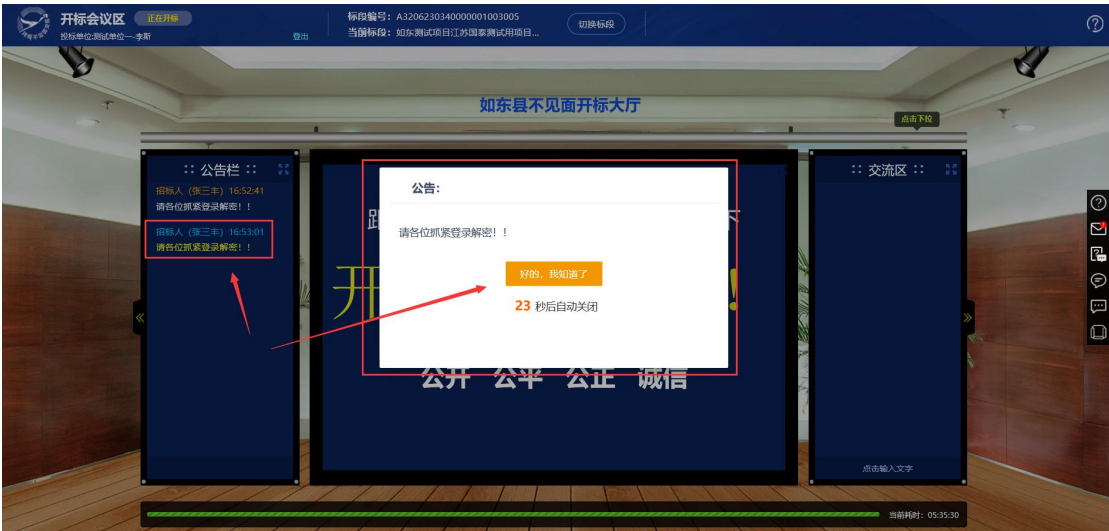 开标会议区 正在开标
投标单位:测试单位一-李斯
登出
标段编号： A3206230340000001003005
当前标段： 如东测试项目江苏国泰测试用项目...
切换标段
如东县不见面开标大厅
点击下拉
:: 公告栏 ::
招标人（张三丰）16:52:41
请各位抓紧登录解密！！
招标人（张三丰）16:53:01
请各位抓紧登录解密！！
公告:
请各位抓紧登录解密！！
好的，我知道了
23 秒后自动关闭
距
下
开
!
公开 公平 公正 诚信
:: 交流区 ::
点击输入文字
当前耗时：05:35:30